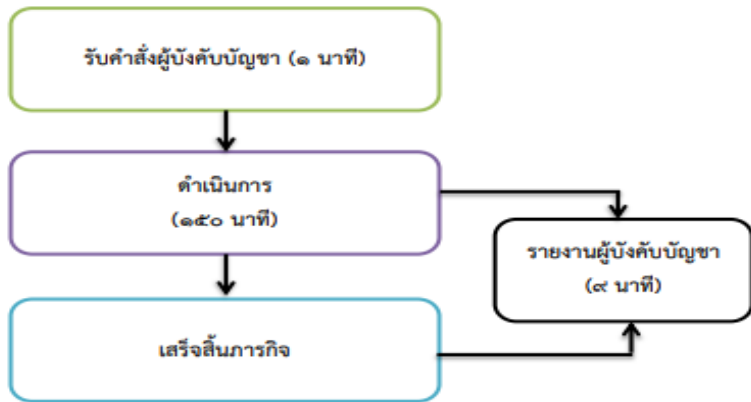 รับคำสั่งผู้บังคับบัญชา (๑ นาที)
ดำเนินการ
(๑๕๐ นาที)
รายงานผู้บังคับบัญชา
(๙ นาที)
เสร็จสิ้นภารกิจ